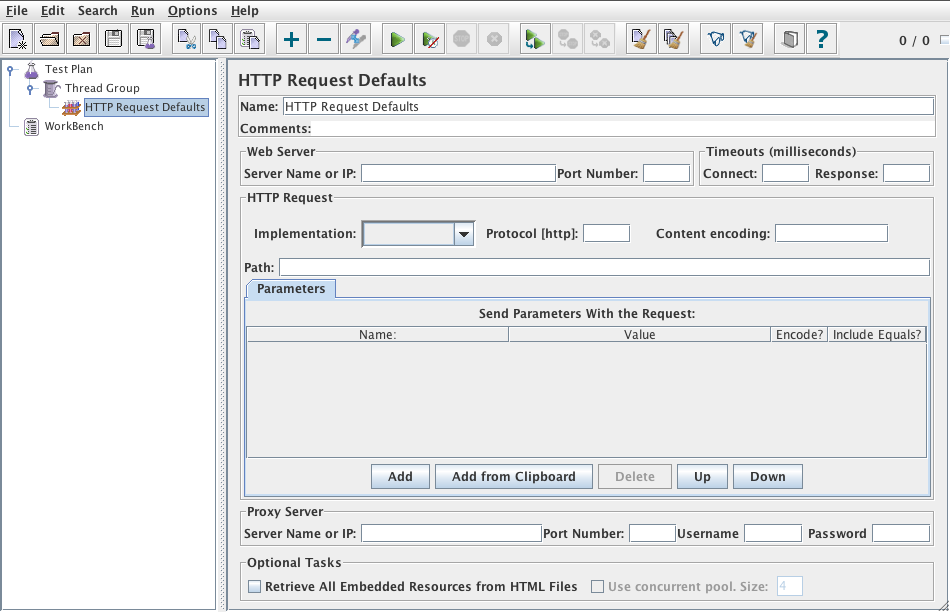 File Edit Search Run Options Help
? 0 / 0
Test Plan
Thread Group
HTTP Request Defaults
WorkBench
HTTP Request Defaults
Name: HTTP Request Defaults
Comments:
Web Server
Server Name or IP: Port Number:
Timeouts (milliseconds)
Connect: Response:
HTTP Request
Implementation: Protocol [http]: Content encoding:
Path:
Parameters
Send Parameters With the Request:
Name: Value Encode? Include Equals?
Add Add from Clipboard Delete Up Down
Proxy Server
Server Name or IP: Port Number: Username Password
Optional Tasks
Retrieve All Embedded Resources from HTML Files Use concurrent pool. Size: 4